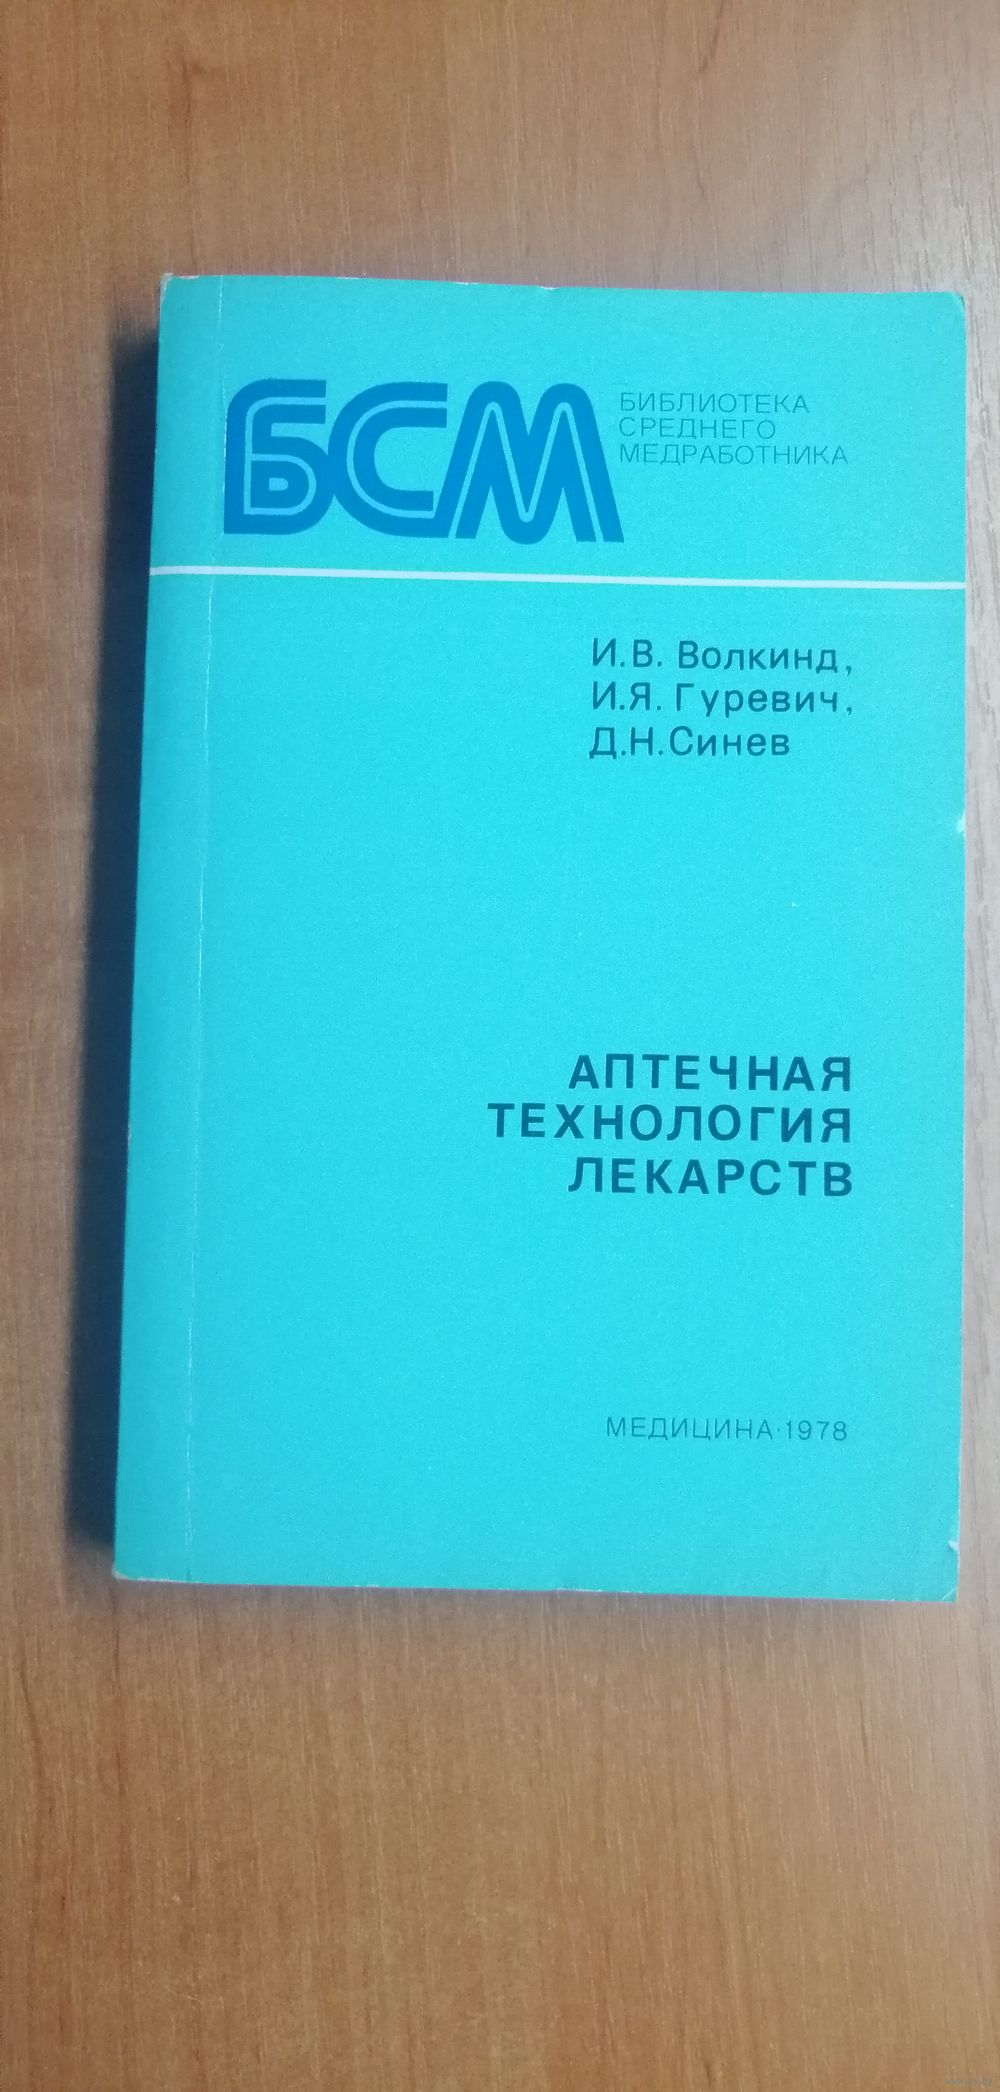 БСМ
БИБЛИОТЕКА
СРЕДНЕГО
МЕДРАБОТНИКА
И.В. Волкинд,
И.Я. Гуревич,
Д.Н. Синев
АПТЕЧНАЯ
ТЕХНОЛОГИЯ
ЛЕКАРСТВ
МЕДИЦИНА·1978